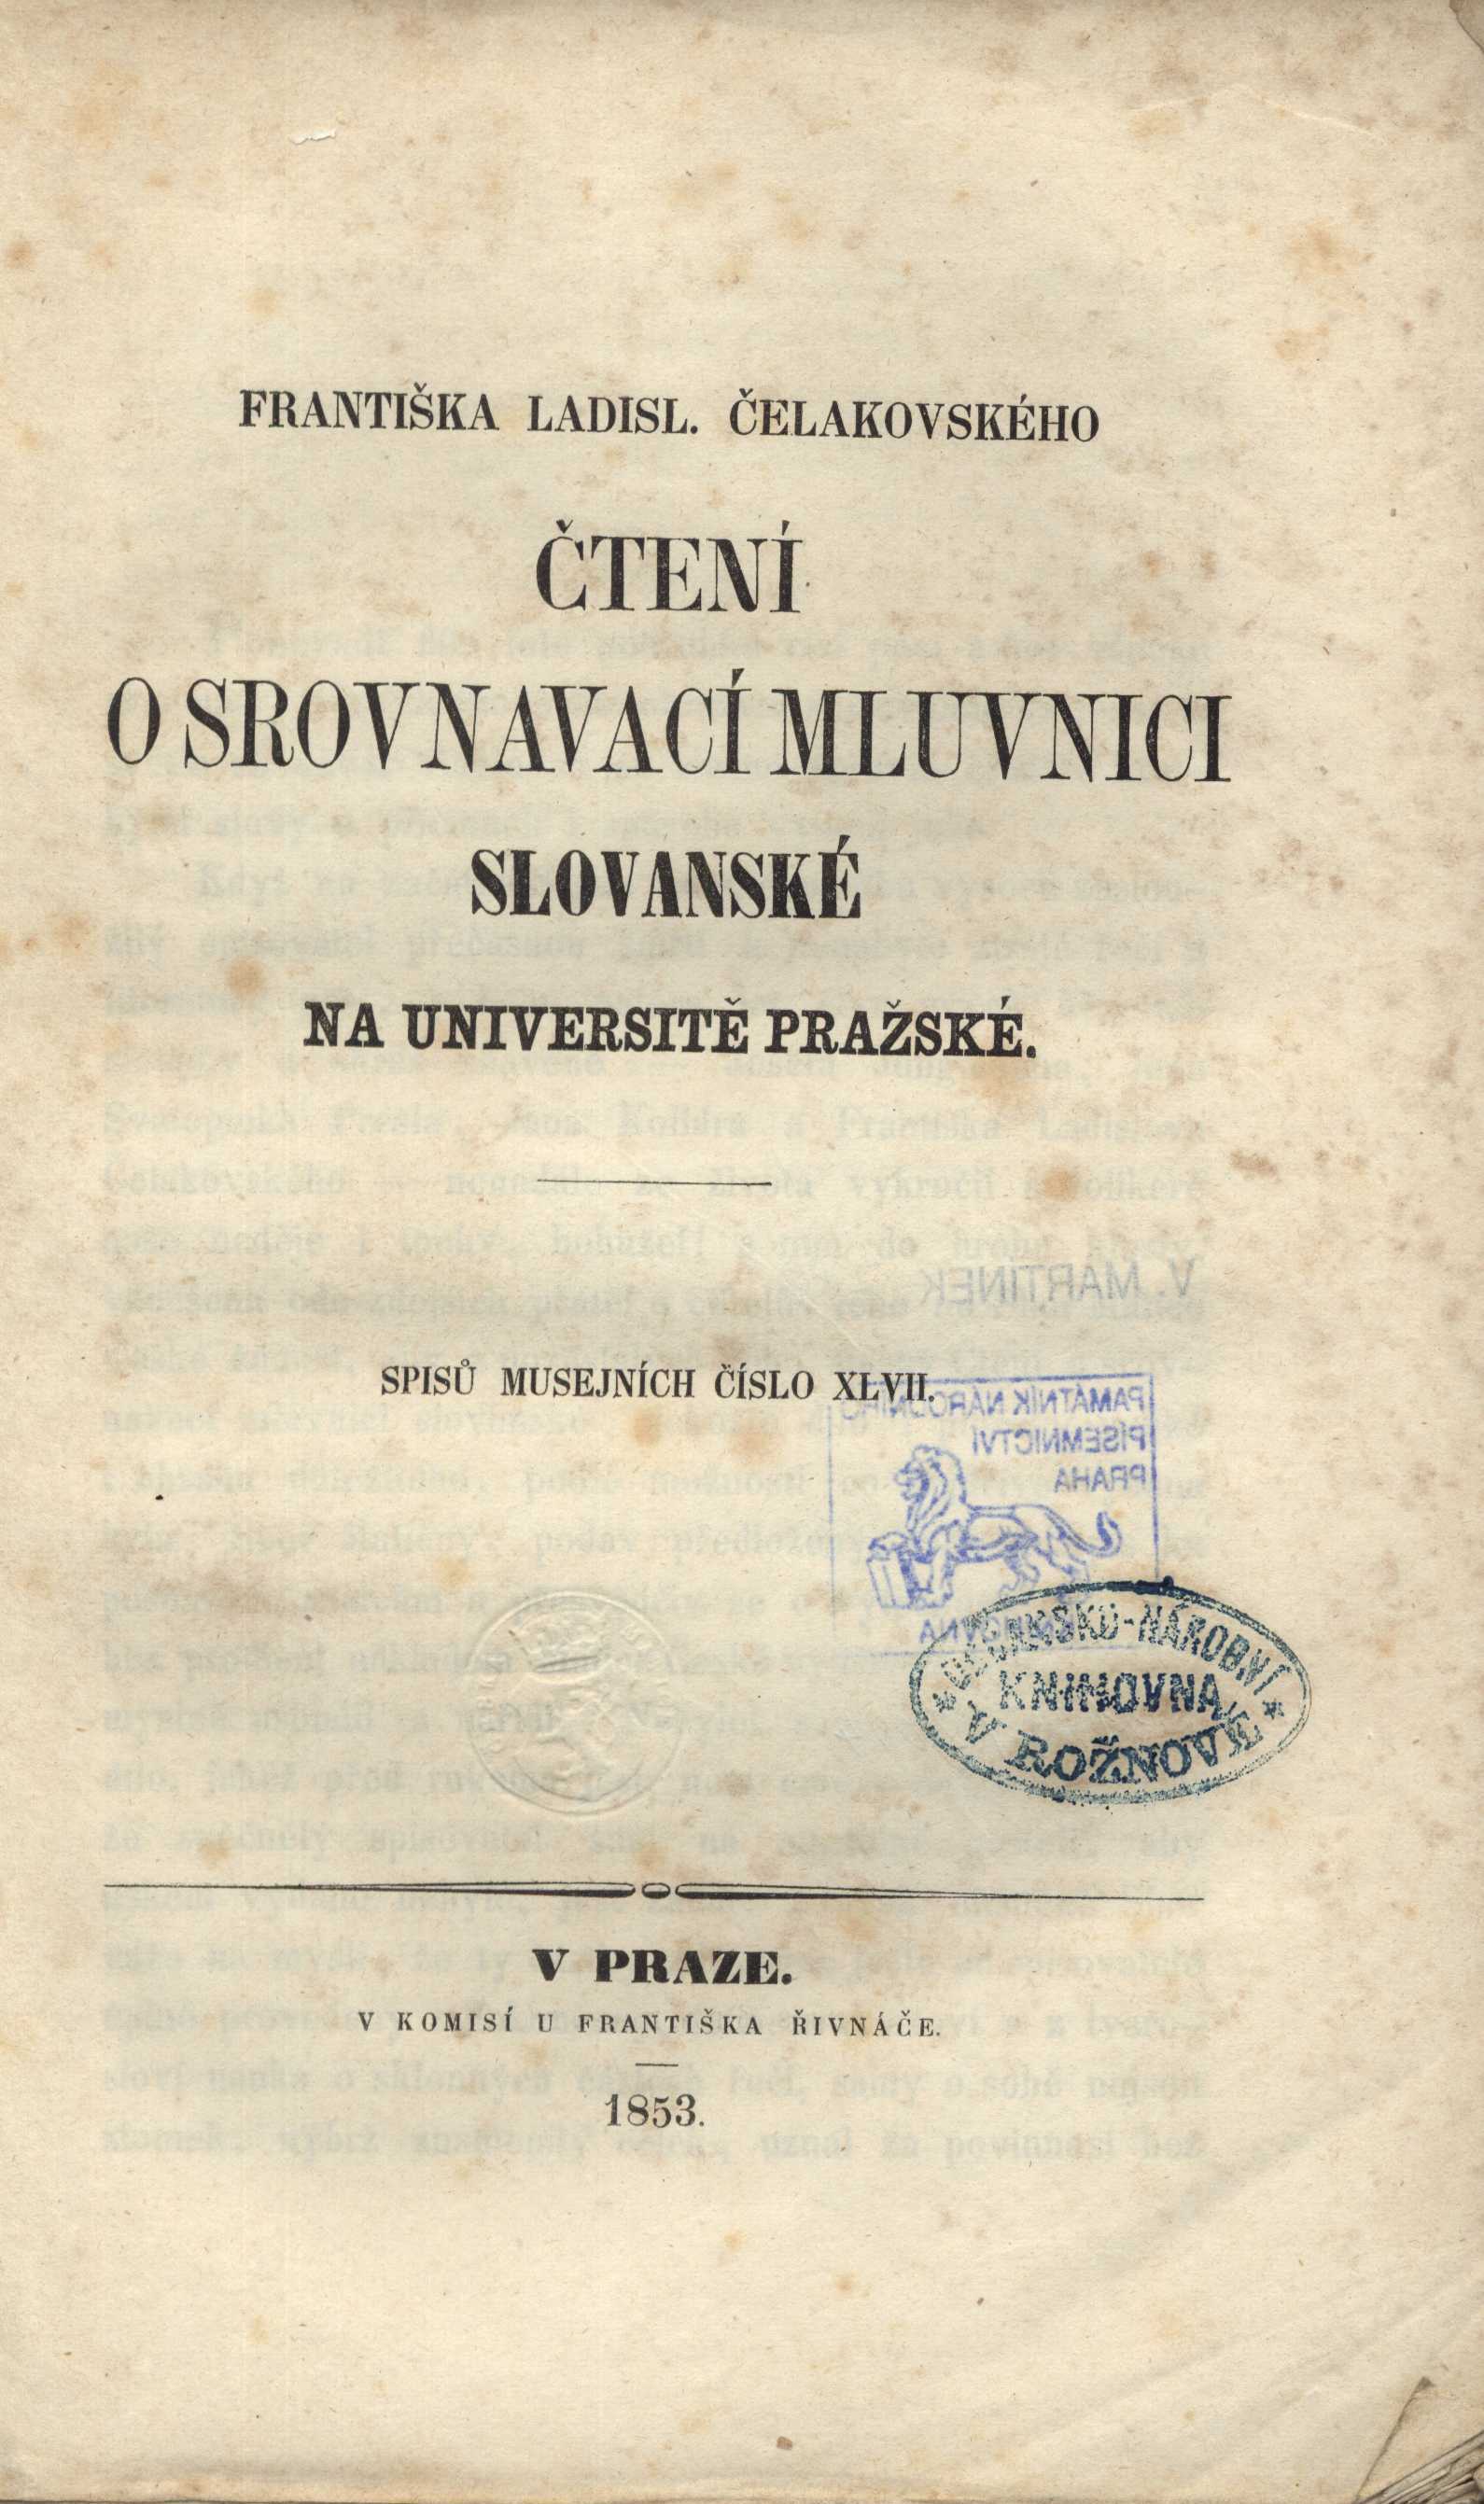 FRANTIŠKA LADISL. ČELAKOVSKÉHO
ČTENÍ
O SROVNAVACÍ MLUVNICI
SLOVANSKÉ
NA UNIVERSITĚ PRAŽSKÉ.
V. MARTINEK
SPISŮ MUSEJNÍCH ČÍSLO XLVII.
PAMÁTNÍK NÁRODNÍHO
PÍSEMNICTVÍ
PRAHA
KNIHOVNA
KNIHOVNA
V ROŽNOVĚ
V PRAZE.
V KOMISÍ U FRANTIŠKA ŘIVNÁČE.
1853.